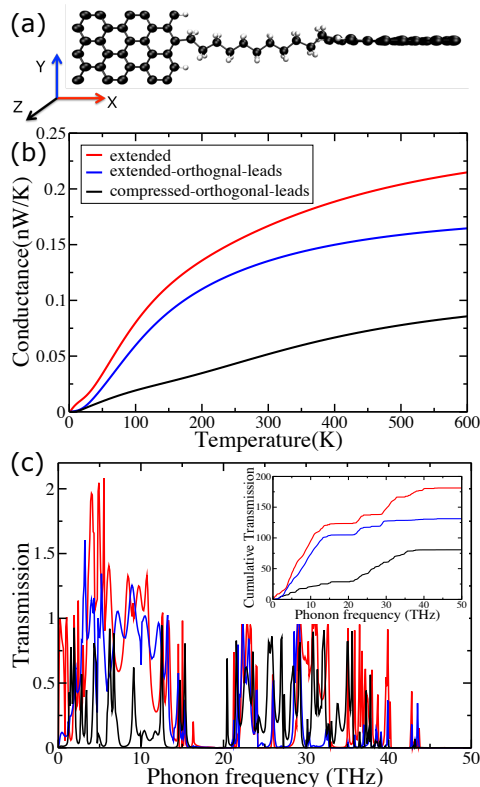 (a)
Y
Z
X
(b)
0.25
0.2
0.15
0.1
0.05
0
Conductance(nW/K)
extended
extended-orthognal-leads
compressed-orthogonal-leads
0 100 200 300 400 500 600
Temperature(K)
(c)
2
1.5
1
0.5
0
Transmission
200
150
100
50
0
Cumulative Transmission
0 10 20 30 40 50
Phonon frequency (THz)
0 10 20 30 40 50
Phonon frequency (THz)